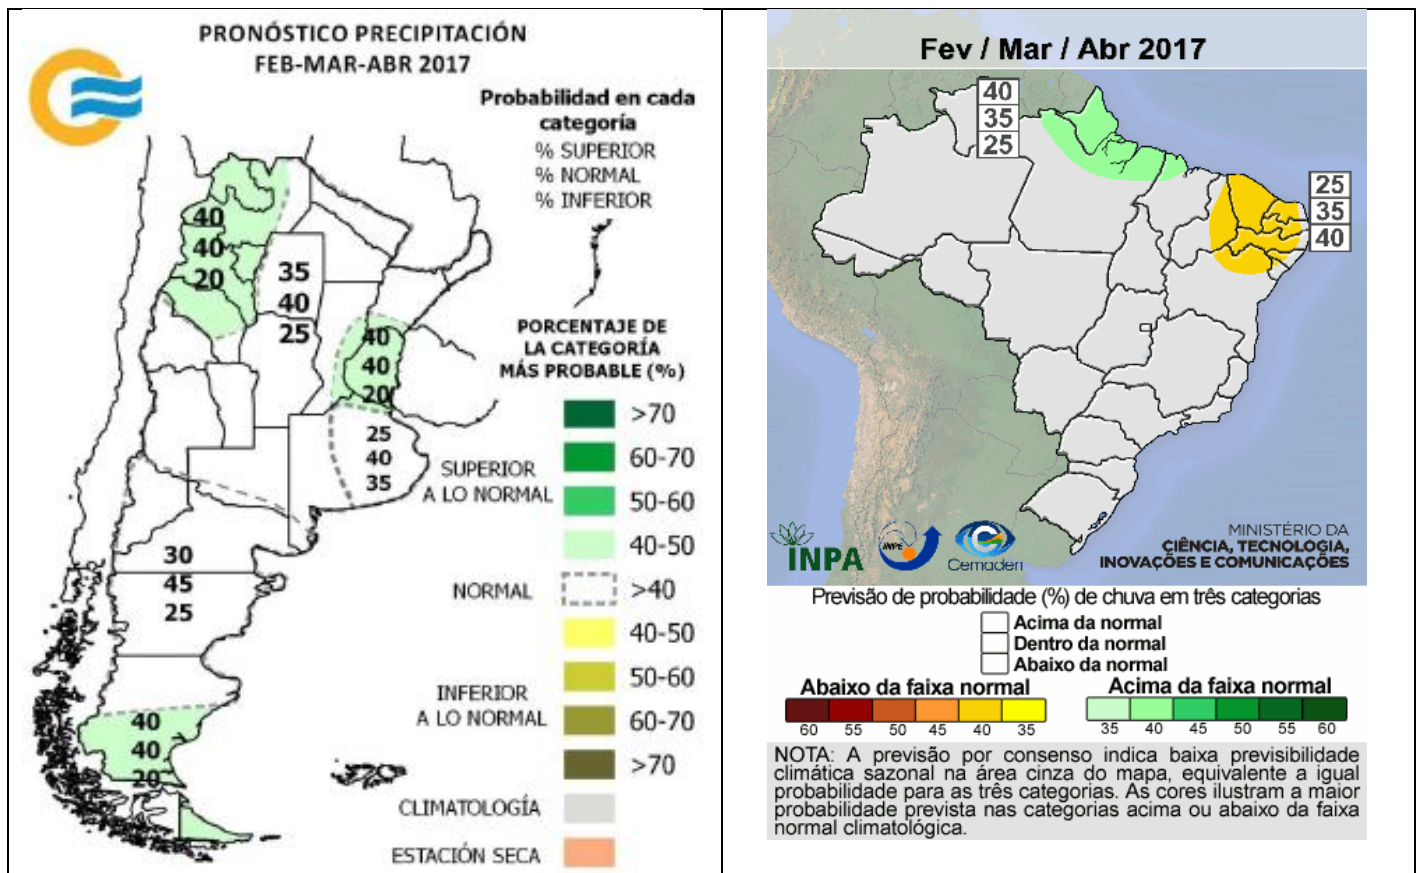 PRONÓSTICO PRECIPITACIÓN
FEB-MAR-ABR 2017
Probabilidad en cada
categoría
% SUPERIOR
% NORMAL
% INFERIOR
40
40
20
35
40
25
PORCENTAJE DE
LA CATEGORÍA
MÁS PROBABLE (%)
40
40
20
>70
25
40
35
60-70
SUPERIOR
A LO NORMAL
50-60
40-50
30
45
25
NORMAL
>40
40-50
50-60
INFERIOR
A LO NORMAL
60-70
40
40
20
>70
CLIMATOLOGÍA
ESTACIÓN SECA
Fev / Mar / Abr 2017
40
35
25
25
35
40
INPA
INPE
Cemaden
MINISTÉRIO DA
CIÊNCIA, TECNOLOGIA,
INOVAÇÕES E COMUNICAÇÕES
Previsão de probabilidade (%) de chuva em três categorias
Acima da normal
Dentro da normal
Abaixo da normal
Abaixo da faixa normal
60 55 50 45 40 35
Acima da faixa normal
35 40 45 50 55 60
NOTA: A previsão por consenso indica baixa previsibilidade
climática sazonal na área cinza do mapa, equivalente a igual
probabilidade para as três categorias. As cores ilustram a maior
probabilidade prevista nas categorias acima ou abaixo da faixa
normal climatológica.